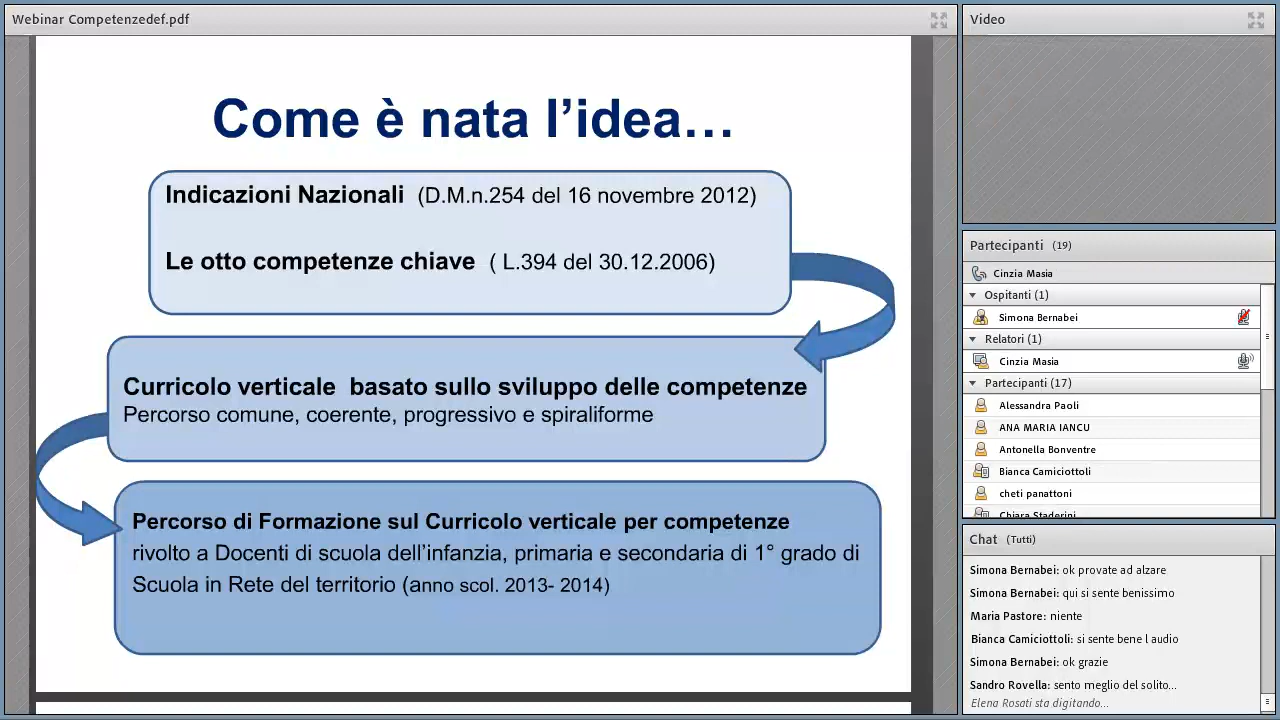 Webinar Competenzedef.pdf
Come è nata l’idea…
Indicazioni Nazionali (D.M.n.254 del 16 novembre 2012)
Le otto competenze chiave ( L.394 del 30.12.2006)
Curricolo verticale basato sullo sviluppo delle competenze
Percorso comune, coerente, progressivo e spiraliforme
Percorso di Formazione sul Curricolo verticale per competenze
rivolto a Docenti di scuola dell’infanzia, primaria e secondaria di 1° grado di
Scuola in Rete del territorio (anno scol. 2013- 2014)
Video
Partecipanti (19)
Cinzia Masia
Ospitanti (1)
Simona Bernabei
Relatori (1)
Cinzia Masia
Partecipanti (17)
Alessandra Paoli
ANA MARIA IANCU
Antonella Bonventre
Bianca Camiciottoli
cheti panattoni
Chiara Staderini
Chat (Tutti)
Simona Bernabei: ok provate ad alzare
Simona Bernabei: qui si sente benissimo
Maria Pastore: niente
Bianca Camiciottoli: si sente bene l audio
Simona Bernabei: ok grazie
Sandro Rovella: sento meglio del solito...
Elena Rosati sta digitando...